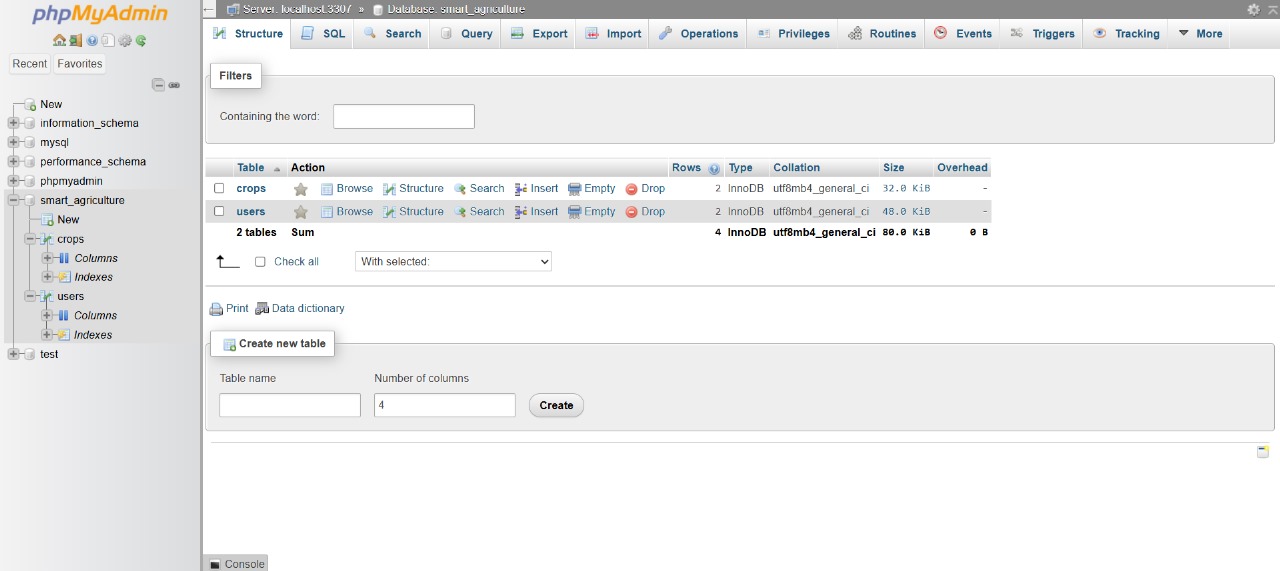 phpMyAdmin
Recent Favorites
New
information_schema
mysql
performance_schema
phpmyadmin
smart_agriculture
New
crops
Columns
Indexes
users
Columns
Indexes
test
Server: localhost:3307 » Database: smart_agriculture
Structure SQL Search Query Export Import Operations Privileges Routines Events Triggers Tracking More
Filters
Containing the word:
Table Action Rows Type Collation Size Overhead
crops Browse Structure Search Insert Empty Drop 2 InnoDB utf8mb4_general_ci 32.0 KiB -
users Browse Structure Search Insert Empty Drop 2 InnoDB utf8mb4_general_ci 48.0 KiB -
2 tables Sum 4 InnoDB utf8mb4_general_ci 80.0 KiB 0 B
Check all With selected:
Print Data dictionary
Create new table
Table name Number of columns
4 Create
Console